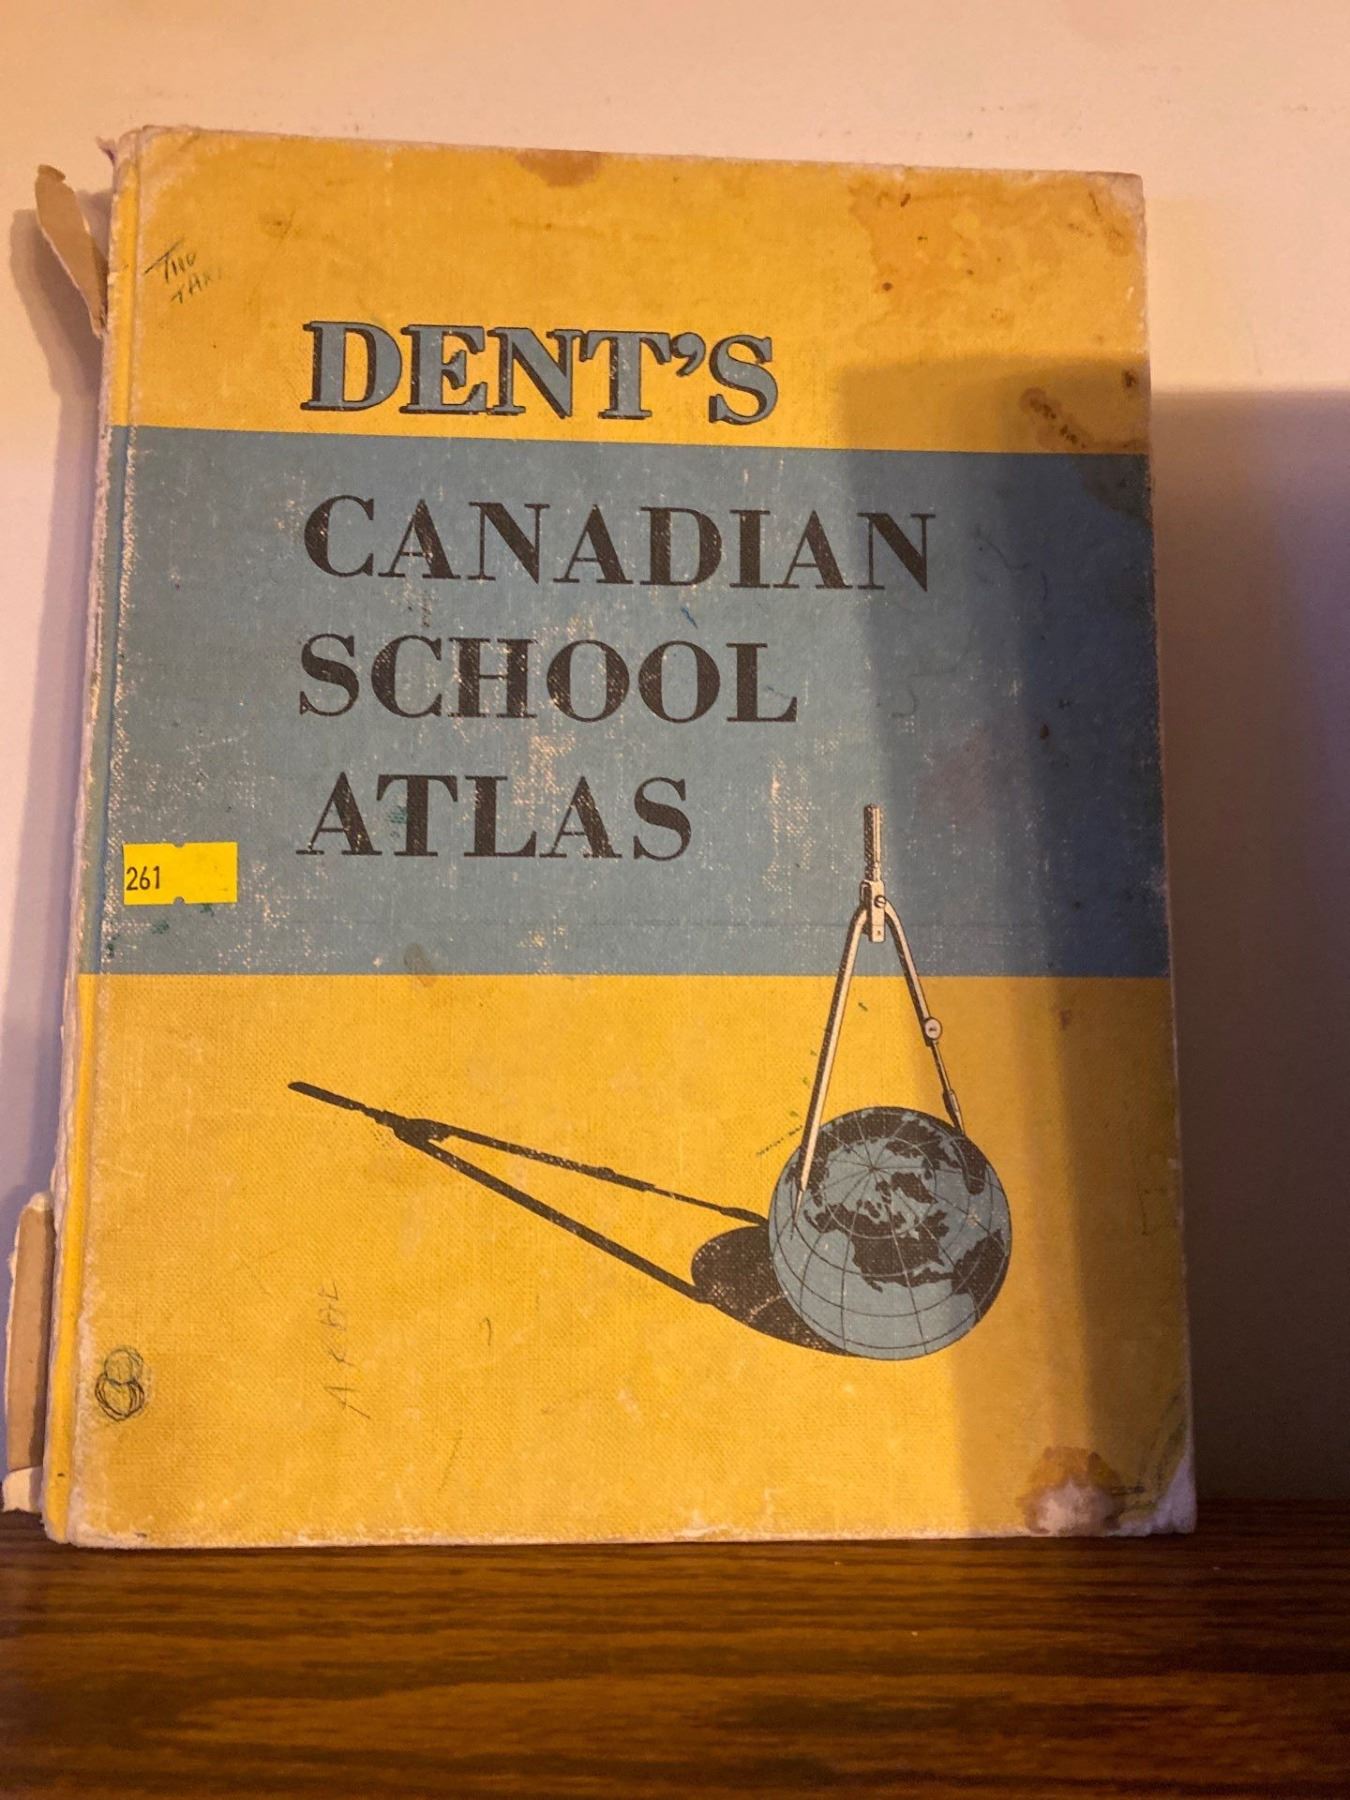 DENT'S
CANADIAN
SCHOOL
ATLAS
261